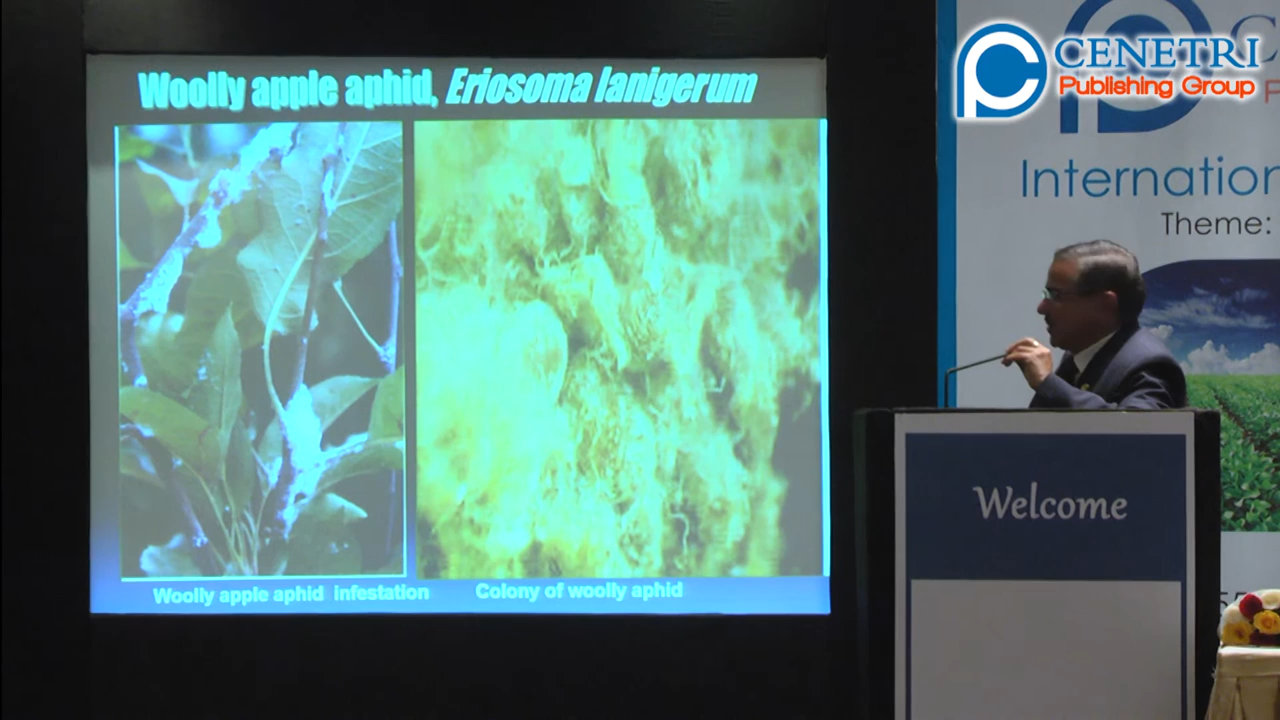 Woolly apple aphid, Eriosoma lanigerum
Woolly apple aphid infestation
Colony of woolly aphid
CENETRI
Publishing Group
Internation
Theme:
Welcome